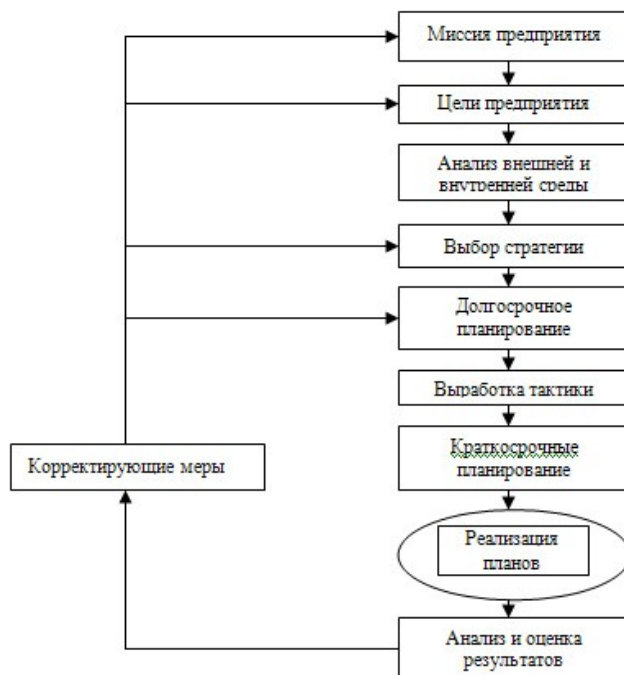 Миссия предприятия
Цели предприятия
Анализ внешней и
внутренней среды
Выбор стратегии
Долгосрочное
планирование
Выработка тактики
Краткосрочные
планирование
Корректирующие меры
Реализация
планов
Анализ и оценка
результатов